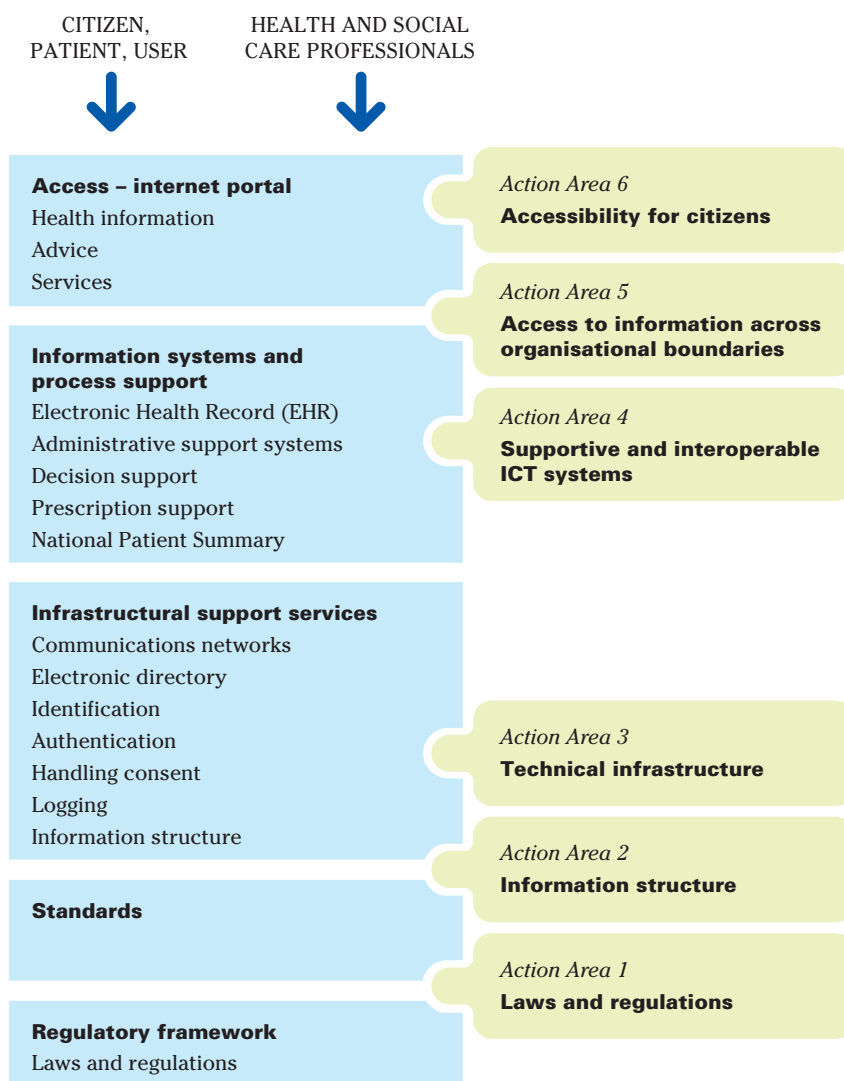 CITIZEN,
PATIENT, USER
HEALTH AND SOCIAL
CARE PROFESSIONALS
Access – internet portal
Health information
Advice
Services
Action Area 6
Accessibility for citizens
Action Area 5
Access to information across
organisational boundaries
Information systems and
process support
Electronic Health Record (EHR)
Administrative support systems
Decision support
Prescription support
National Patient Summary
Action Area 4
Supportive and interoperable
ICT systems
Infrastructural support services
Communications networks
Electronic directory
Identification
Authentication
Handling consent
Logging
Information structure
Action Area 3
Technical infrastructure
Action Area 2
Information structure
Standards
Action Area 1
Laws and regulations
Regulatory framework
Laws and regulations